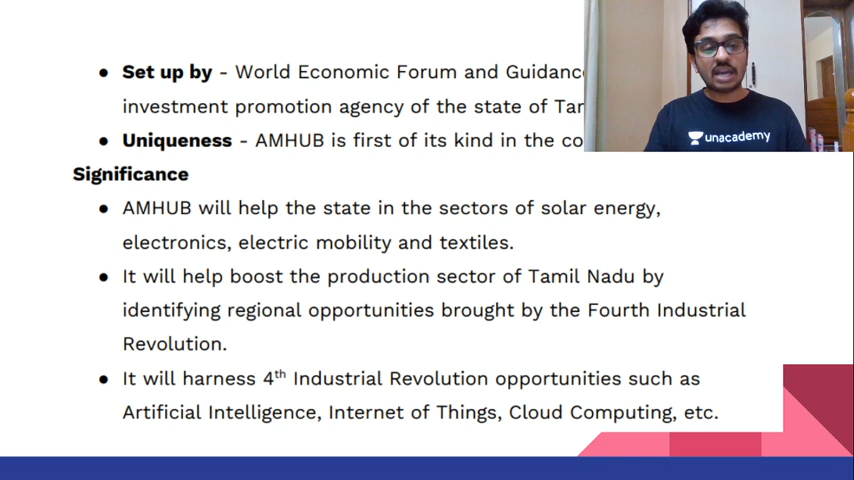 ● Set up by - World Economic Forum and Guidance
investment promotion agency of the state of
● Uniqueness - AMHUB is first of its kind in the
Significance
● AMHUB will help the state in the sectors of solar energy,
electronics, electric mobility and textiles.
● It will help boost the production sector of Tamil Nadu by
identifying regional opportunities brought by the Fourth Industrial
Revolution.
● It will harness 4th Industrial Revolution opportunities such as
Artificial Intelligence, Internet of Things, Cloud Computing, etc.
unacademy